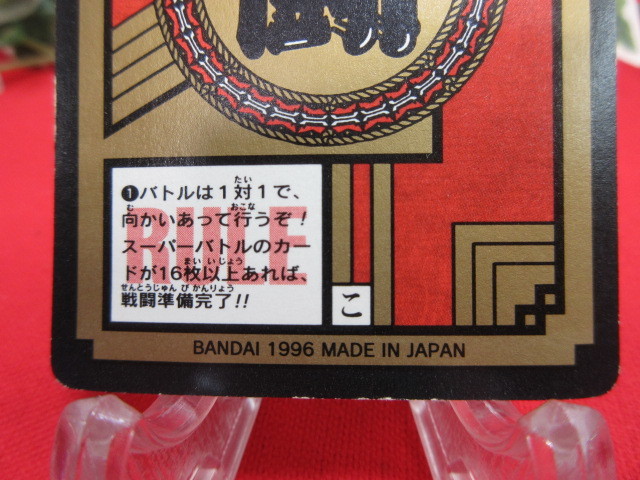 ❶バトルは1対1で、
向かいあって行うぞ!
スーパーバトルのカー
ドが16枚以上あれば、
戦闘準備完了!!
RULE
こ
BANDAI 1996 MADE IN JAPAN